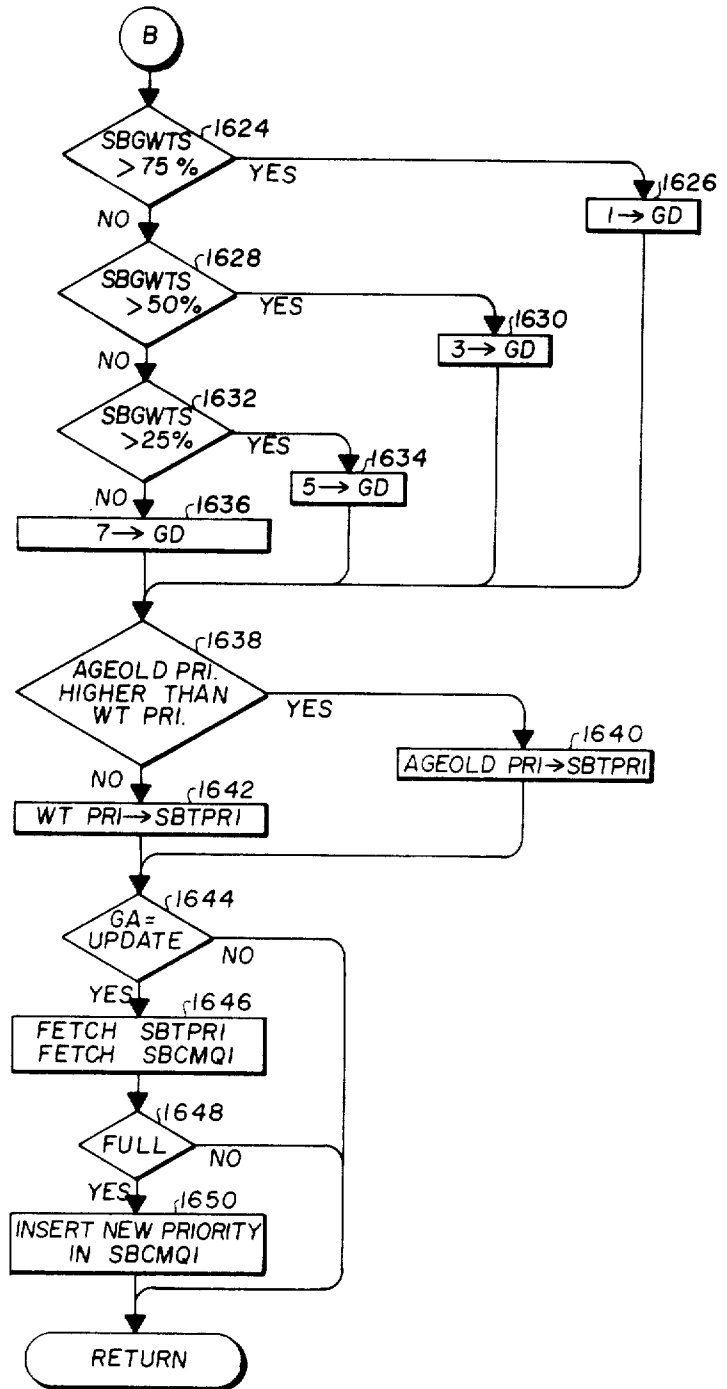 B
1624
SBGWTS
>75%
YES
1626
1→GD
NO
1628
SBGWTS
>50%
YES
1630
3→GD
NO
1632
SBGWTS
>25%
YES
1634
5→GD
NO
1636
7→GD
1638
AGEOLD PRI.
HIGHER THAN
WT PRI.
YES
1640
AGEOLD PRI→SBTPRI
NO
1642
WT PRI→SBTPRI
1644
GA=
UPDATE
NO
YES
1646
FETCH SBTPRI
FETCH SBCMQI
1648
FULL
NO
YES
1650
INSERT NEW PRIORITY
IN SBCMQI
RETURN